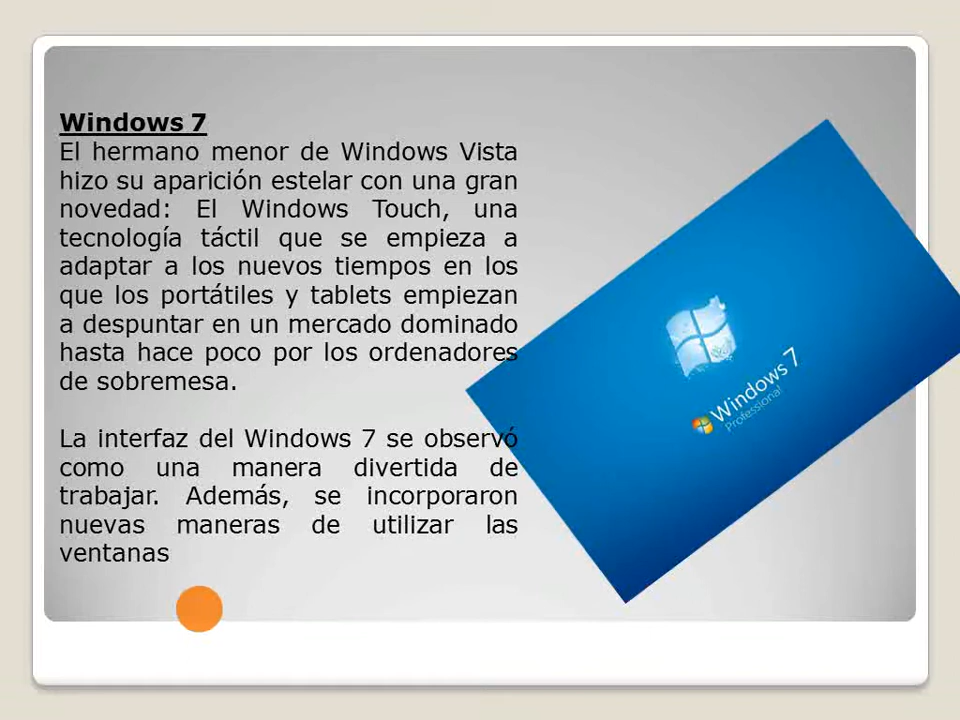 Windows 7
El hermano menor de Windows Vista
hizo su aparición estelar con una gran
novedad: El Windows Touch, una
tecnología táctil que se empieza a
adaptar a los nuevos tiempos en los
que los portátiles y tablets empiezan
a despuntar en un mercado dominado
hasta hace poco por los ordenadores
de sobremesa.
La interfaz del Windows 7 se observó
como una manera divertida de
trabajar. Además, se incorporaron
nuevas maneras de utilizar las
ventanas
Windows 7
Professional